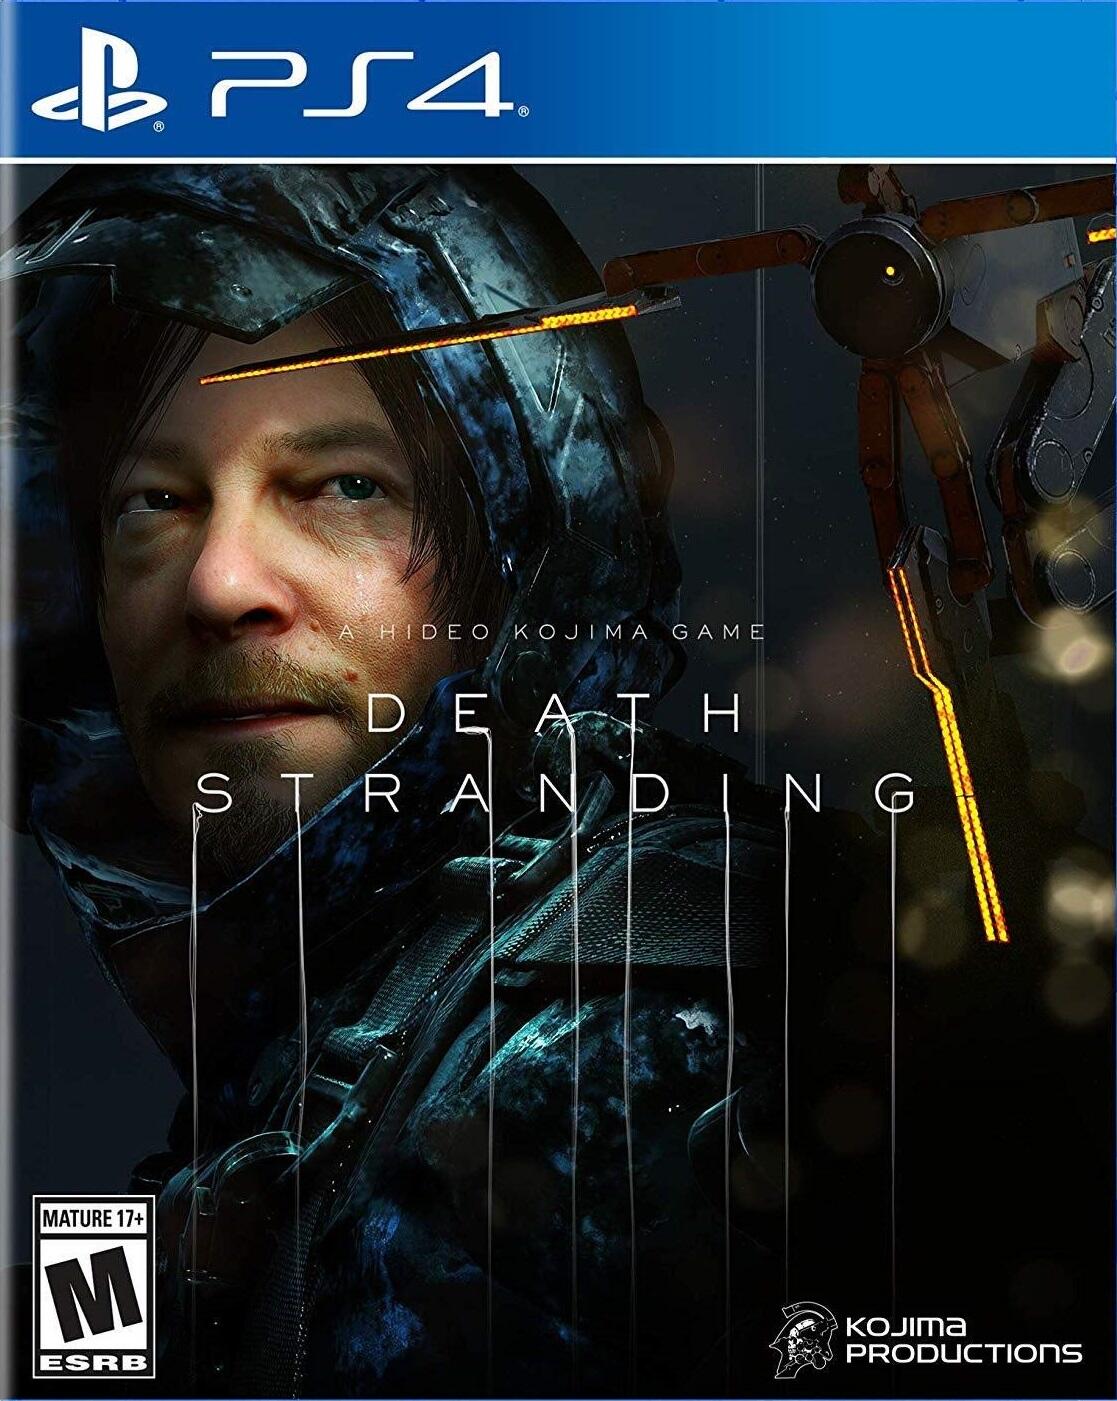 PS4
A HIDEO KOJIMA GAME
DEATH
STRANDING
MATURE 17+
M
ESRB
KOJIMA
PRODUCTIONS